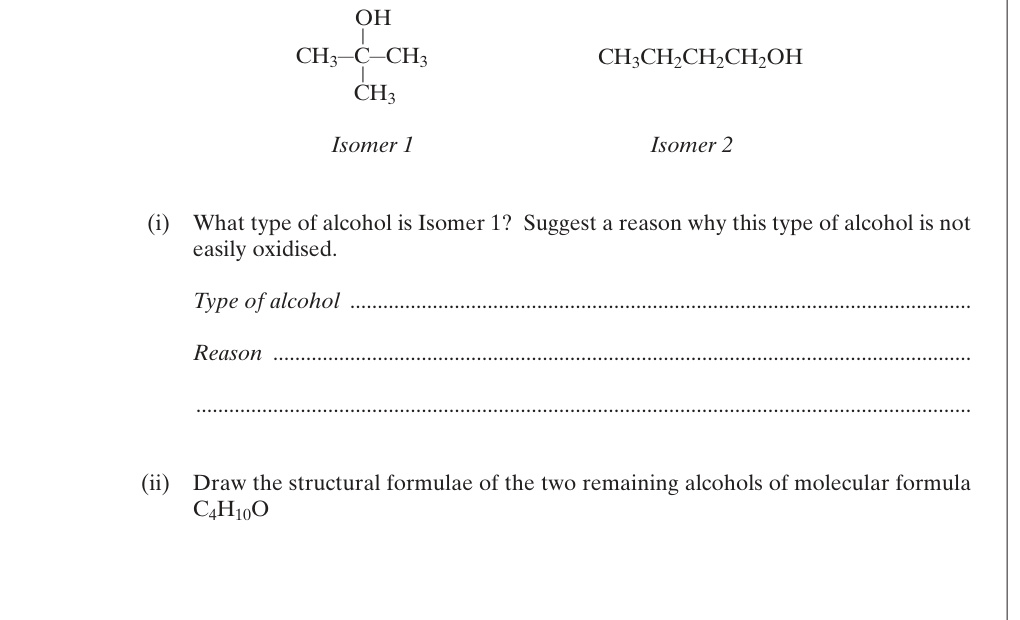 OH
|
CH₃–C–CH₃
|
CH₃
CH₃CH₂CH₂CH₂OH
Isomer 1
Isomer 2
(i) What type of alcohol is Isomer 1? Suggest a reason why this type of alcohol is not
easily oxidised.
Type of alcohol ..................................................................................................................
Reason ................................................................................................................................
..............................................................................................................................................
(ii) Draw the structural formulae of the two remaining alcohols of molecular formula
C₄H₁₀O